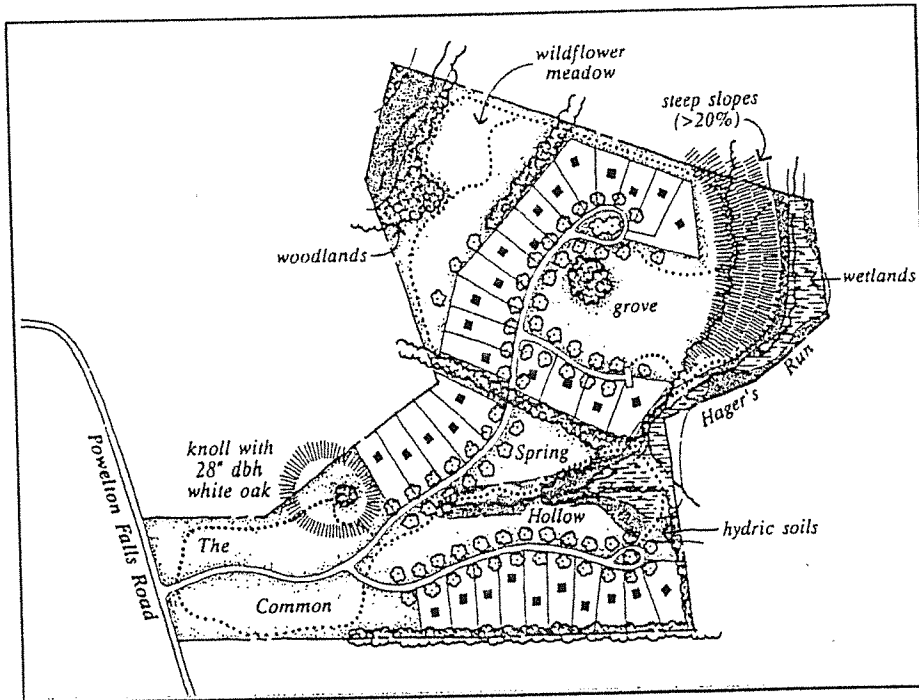 wildflower
meadow
steep slopes
(>20%)
woodlands
wetlands
grove
Hager's Run
Powelton Falls Road
knoll with
28" dbh
white oak
Spring
Hollow
hydric soils
The
Common